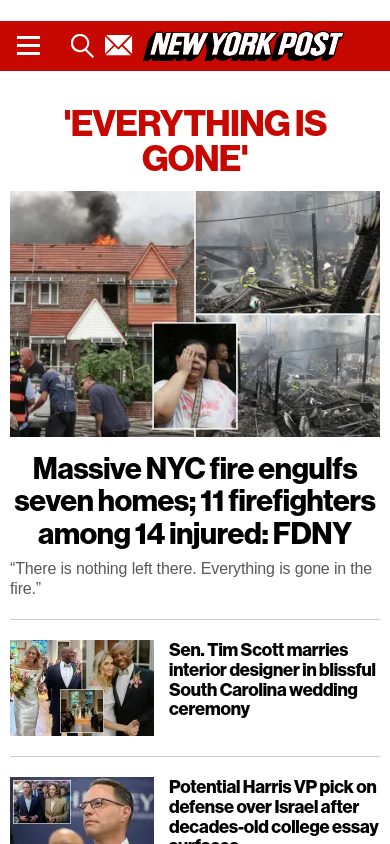 NEW YORK POST
'EVERYTHING IS
GONE'
Massive NYC fire engulfs
seven homes; 11 firefighters
among 14 injured: FDNY
“There is nothing left there. Everything is gone in the
fire.”
Sen. Tim Scott marries
interior designer in blissful
South Carolina wedding
ceremony
Potential Harris VP pick on
defense over Israel after
decades-old college essay
surfaces